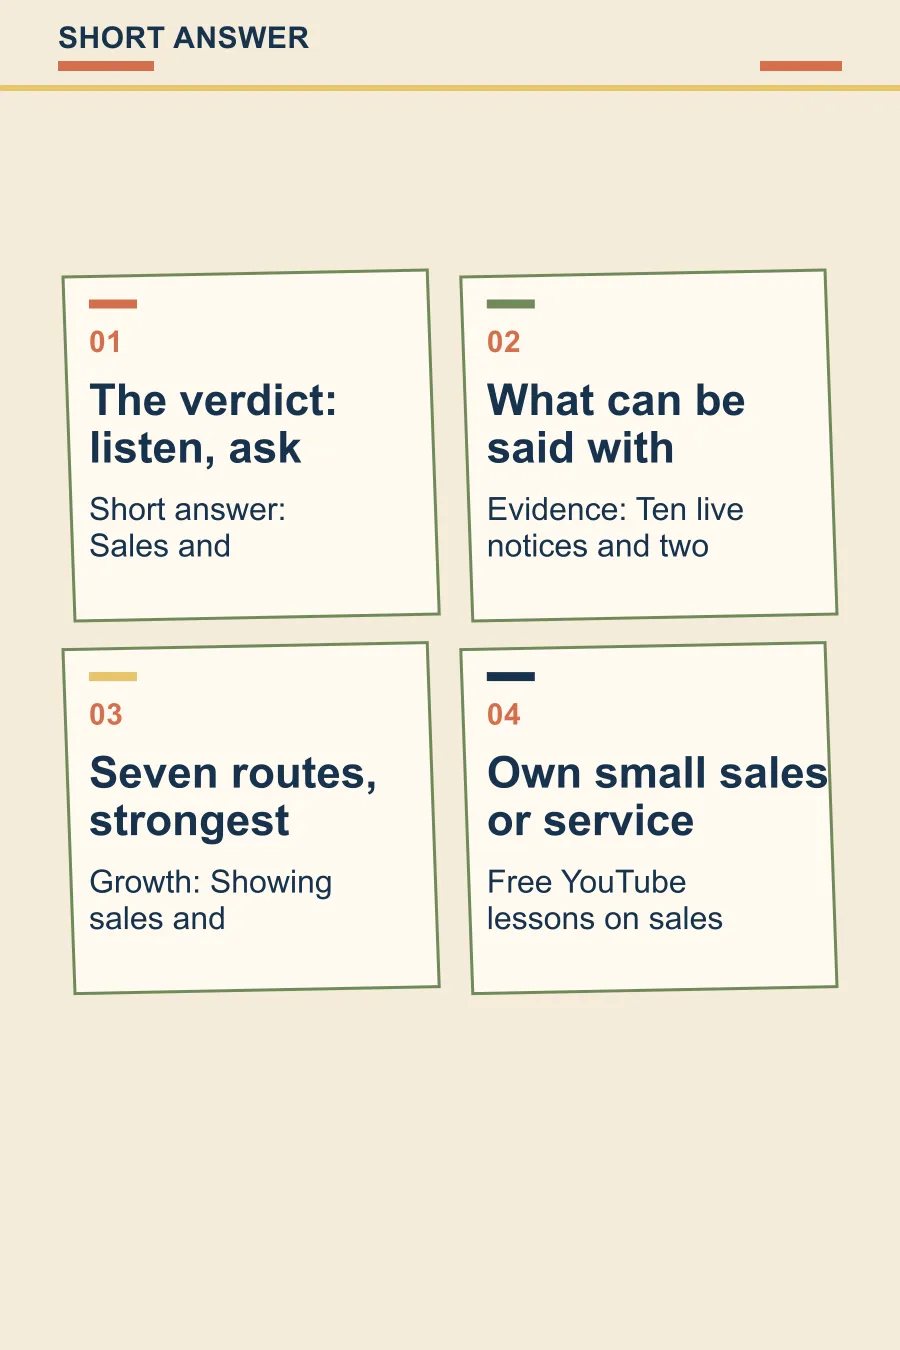 SHORT ANSWER
01
The verdict:
listen, ask
Short answer:
Sales and
02
What can be
said with
Evidence: Ten live
notices and two
03
Seven routes,
strongest
Growth: Showing
sales and
04
Own small sales
or service
Free YouTube
lessons on sales